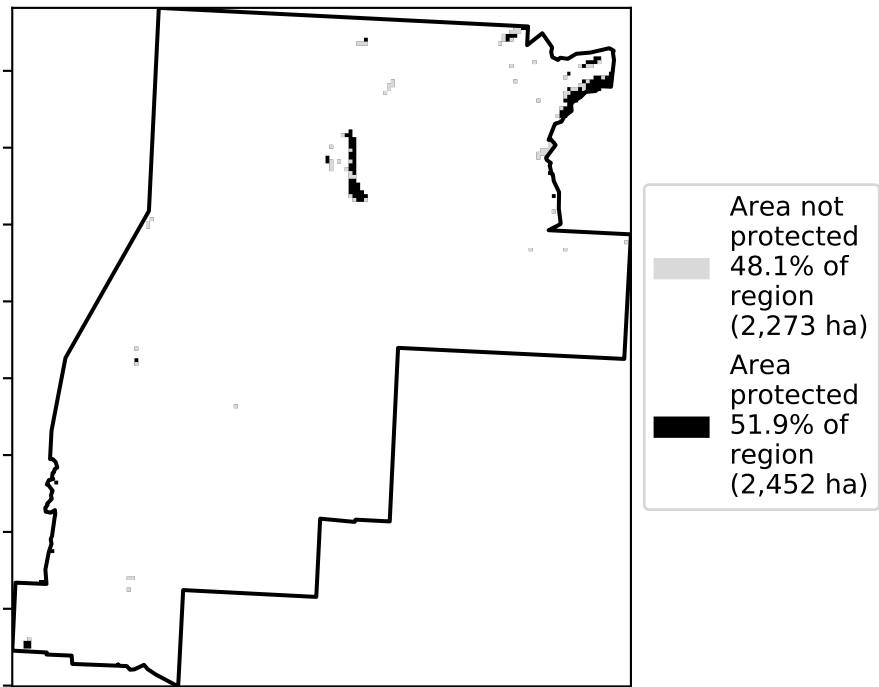 Area not
protected
48.1% of
region
(2,273 ha)
Area
protected
51.9% of
region
(2,452 ha)